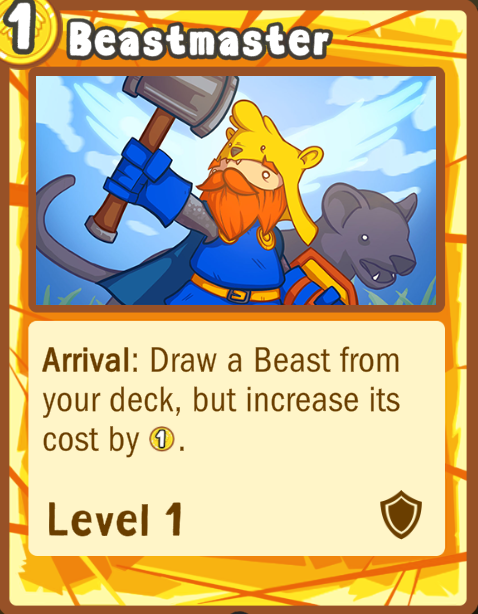 1 Beastmaster
Arrival: Draw a Beast from
your deck, but increase its
cost by 1.
Level 1